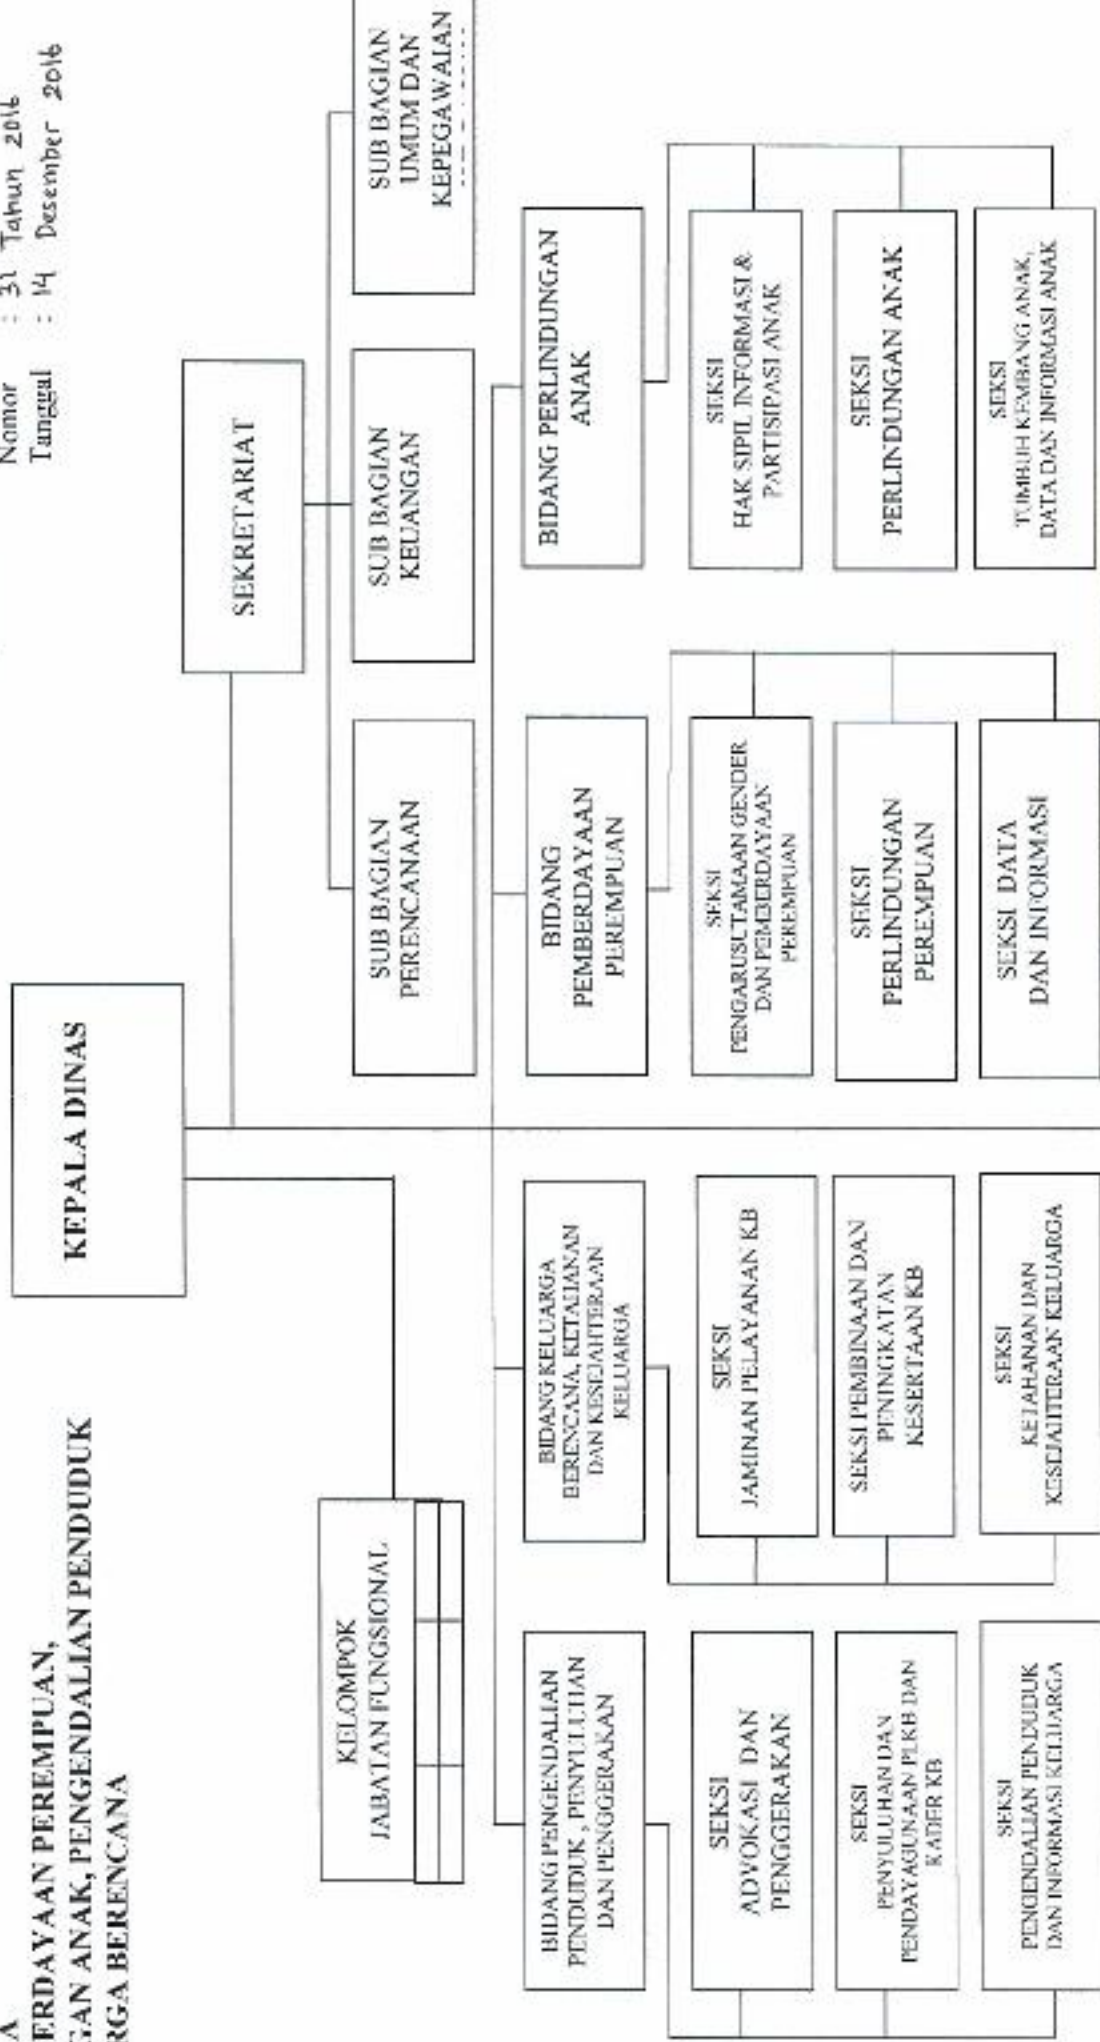 A
ERDAYAAN PEREMPUAN,
GAN ANAK, PENGENDALIAN PENDUDUK
RGA BERENCANA
Nomor : 31 Tahun 2016
Tanggal : 14 Desember 2016
KEPALA DINAS
SEKRETARIAT
KELOMPOK
JABATAN FUNGSIONAL
SUB BAGIAN
PERENCANAAN
SUB BAGIAN
KEUANGAN
SUB BAGIAN
UMUM DAN
KEPEGAWAIAN
BIDANG PENGENDALIAN
PENDUDUK , PENYULUHAN
DAN PENGGERAKAN
BIDANG KELUARGA
BERENCANA, KETAHANAN
DAN KESEJAHTERAAN
KELUARGA
BIDANG
PEMBERDAYAAN
PEREMPUAN
BIDANG PERLINDUNGAN
ANAK
SEKSI
ADVOKASI DAN
PENGGERAKAN
SEKSI
JAMINAN PELAYANAN KB
SEKSI
PENGARUSUTAMAAN GENDER
DAN PEMBERDAYAAN
PEREMPUAN
SEKSI
HAK SIPIL INFORMASI &
PARTISIPASI ANAK
SEKSI
PENYULUHAN DAN
PENDAYAGUNAAN PLKB DAN
KADER KB
SEKSI PEMBINAAN DAN
PENINGKATAN
KESERTAAN KB
SEKSI
PERLINDUNGAN
PEREMPUAN
SEKSI
PERLINDUNGAN ANAK
SEKSI
PENGENDALIAN PENDUDUK
DAN INFORMASI KELUARGA
SEKSI
KETAHANAN DAN
KESEJAHTERAAN KELUARGA
SEKSI DATA
DAN INFORMASI
SEKSI
TUMBUH KEMBANG ANAK,
DATA DAN INFORMASI ANAK